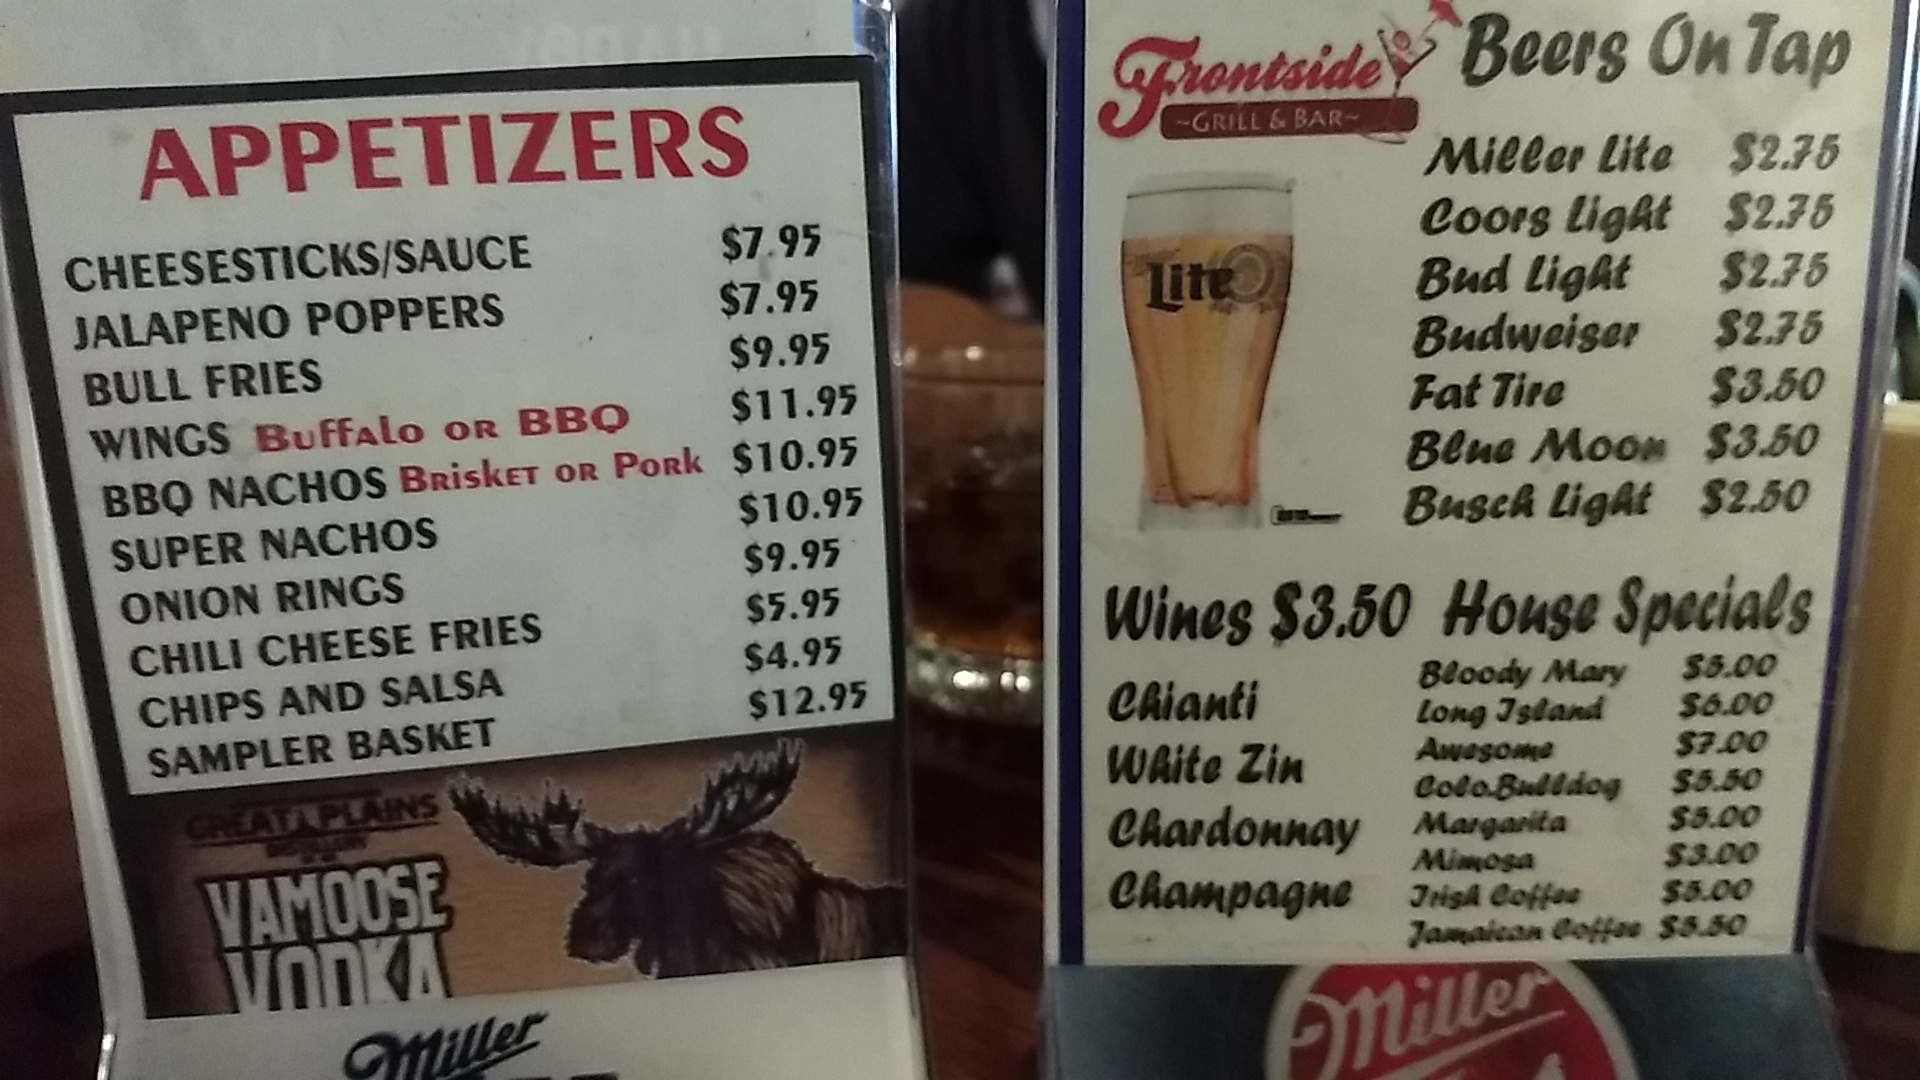 APPETIZERS
CHEESESTICKS/SAUCE $7.95
JALAPENO POPPERS $7.95
BULL FRIES $9.95
WINGS Buffalo or BBQ $11.95
BBQ NACHOS Brisket or Pork $10.95
SUPER NACHOS $10.95
ONION RINGS $9.95
CHILI CHEESE FRIES $5.95
CHIPS AND SALSA $4.95
SAMPLER BASKET $12.95
GREAT PLAINS
DISTILLERY
VAMOOSE
VODKA
Miller
Frontside
~GRILL & BAR~
Beers On Tap
Lite
Miller Lite $2.75
Coors Light $2.75
Bud Light $2.75
Budweiser $2.75
Fat Tire $3.50
Blue Moon $3.50
Busch Light $2.50
Wines $3.50
Chianti
White Zin
Chardonnay
Champagne
House Specials
Bloody Mary $5.00
Long Island $6.00
Awesome $7.00
Colo.Bulldog $5.50
Margarita $5.00
Mimosa $3.00
Irish Coffee $5.00
Jamaican Coffee $5.50
Miller